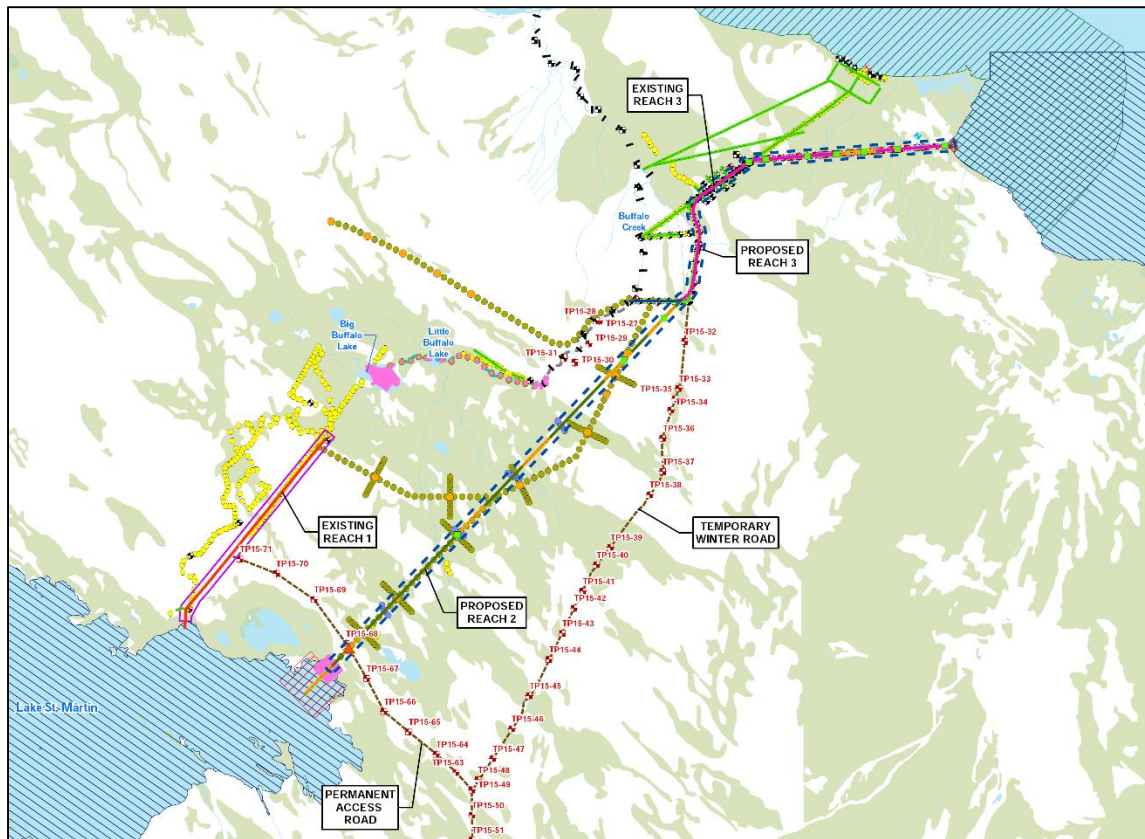 EXISTING
REACH 3
Buffalo
Creek
PROPOSED
REACH 3
TP15-28
TP15-27
TP15-29
TP15-31
TP15-30
TP15-32
Big
Buffalo
Lake
Little
Buffalo
Lake
TP15-33
TP15-35
TP15-34
TP15-36
TP15-37
TP15-38
EXISTING
REACH 1
TEMPORARY
WINTER ROAD
TP15-39
TP15-40
TP15-71
TP15-70
TP15-41
TP15-42
TP15-69
PROPOSED
REACH 2
TP15-43
TP15-68
TP15-44
TP15-67
TP15-45
Lake St. Martin
TP15-66
TP15-65
TP15-46
TP15-64
TP15-47
TP15-63
TP15-48
TP15-49
PERMANENT
ACCESS
ROAD
TP15-50
TP15-51